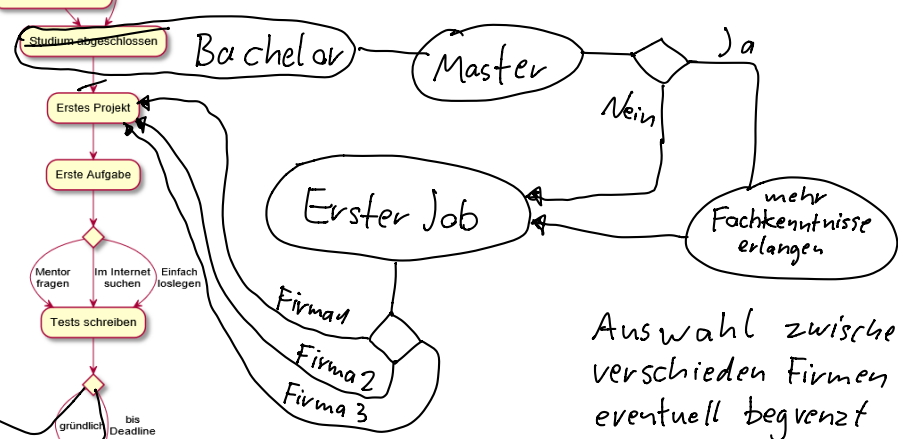 Studium abgeschlossen
Bachelor
Master
Ja
Nein
Erstes Projekt
Erste Aufgabe
Erster Job
mehr
Fachkenntnisse
erlangen
Mentor
fragen
Im Internet
suchen
Einfach
loslegen
Tests schreiben
Firma1
Firma 2
Firma 3
Auswahl zwische
verschieden Firmen
eventuell begrenzt
gründlich
bis
Deadline